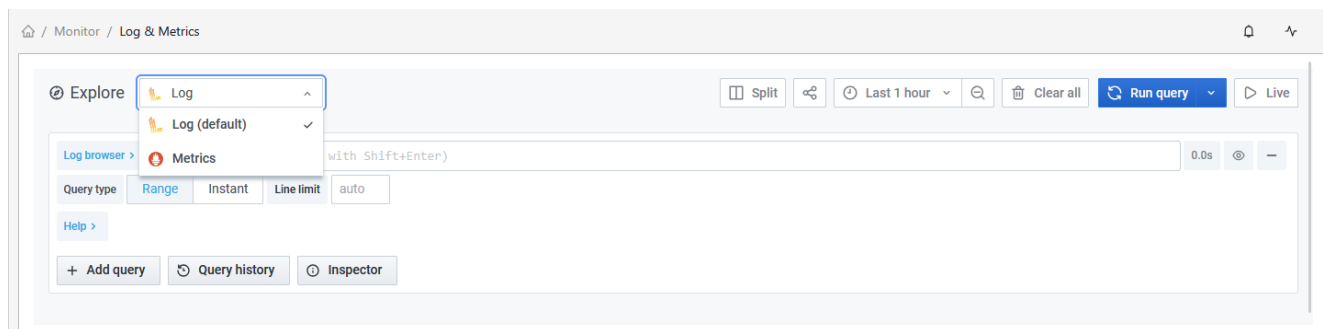 / Monitor / Log & Metrics
Explore Log Split Last 1 hour Clear all Run query Live
Log (default)
Metrics
Log browser > with Shift+Enter) 0.0s
Query type Range Instant Line limit auto
Help >
+ Add query Query history Inspector